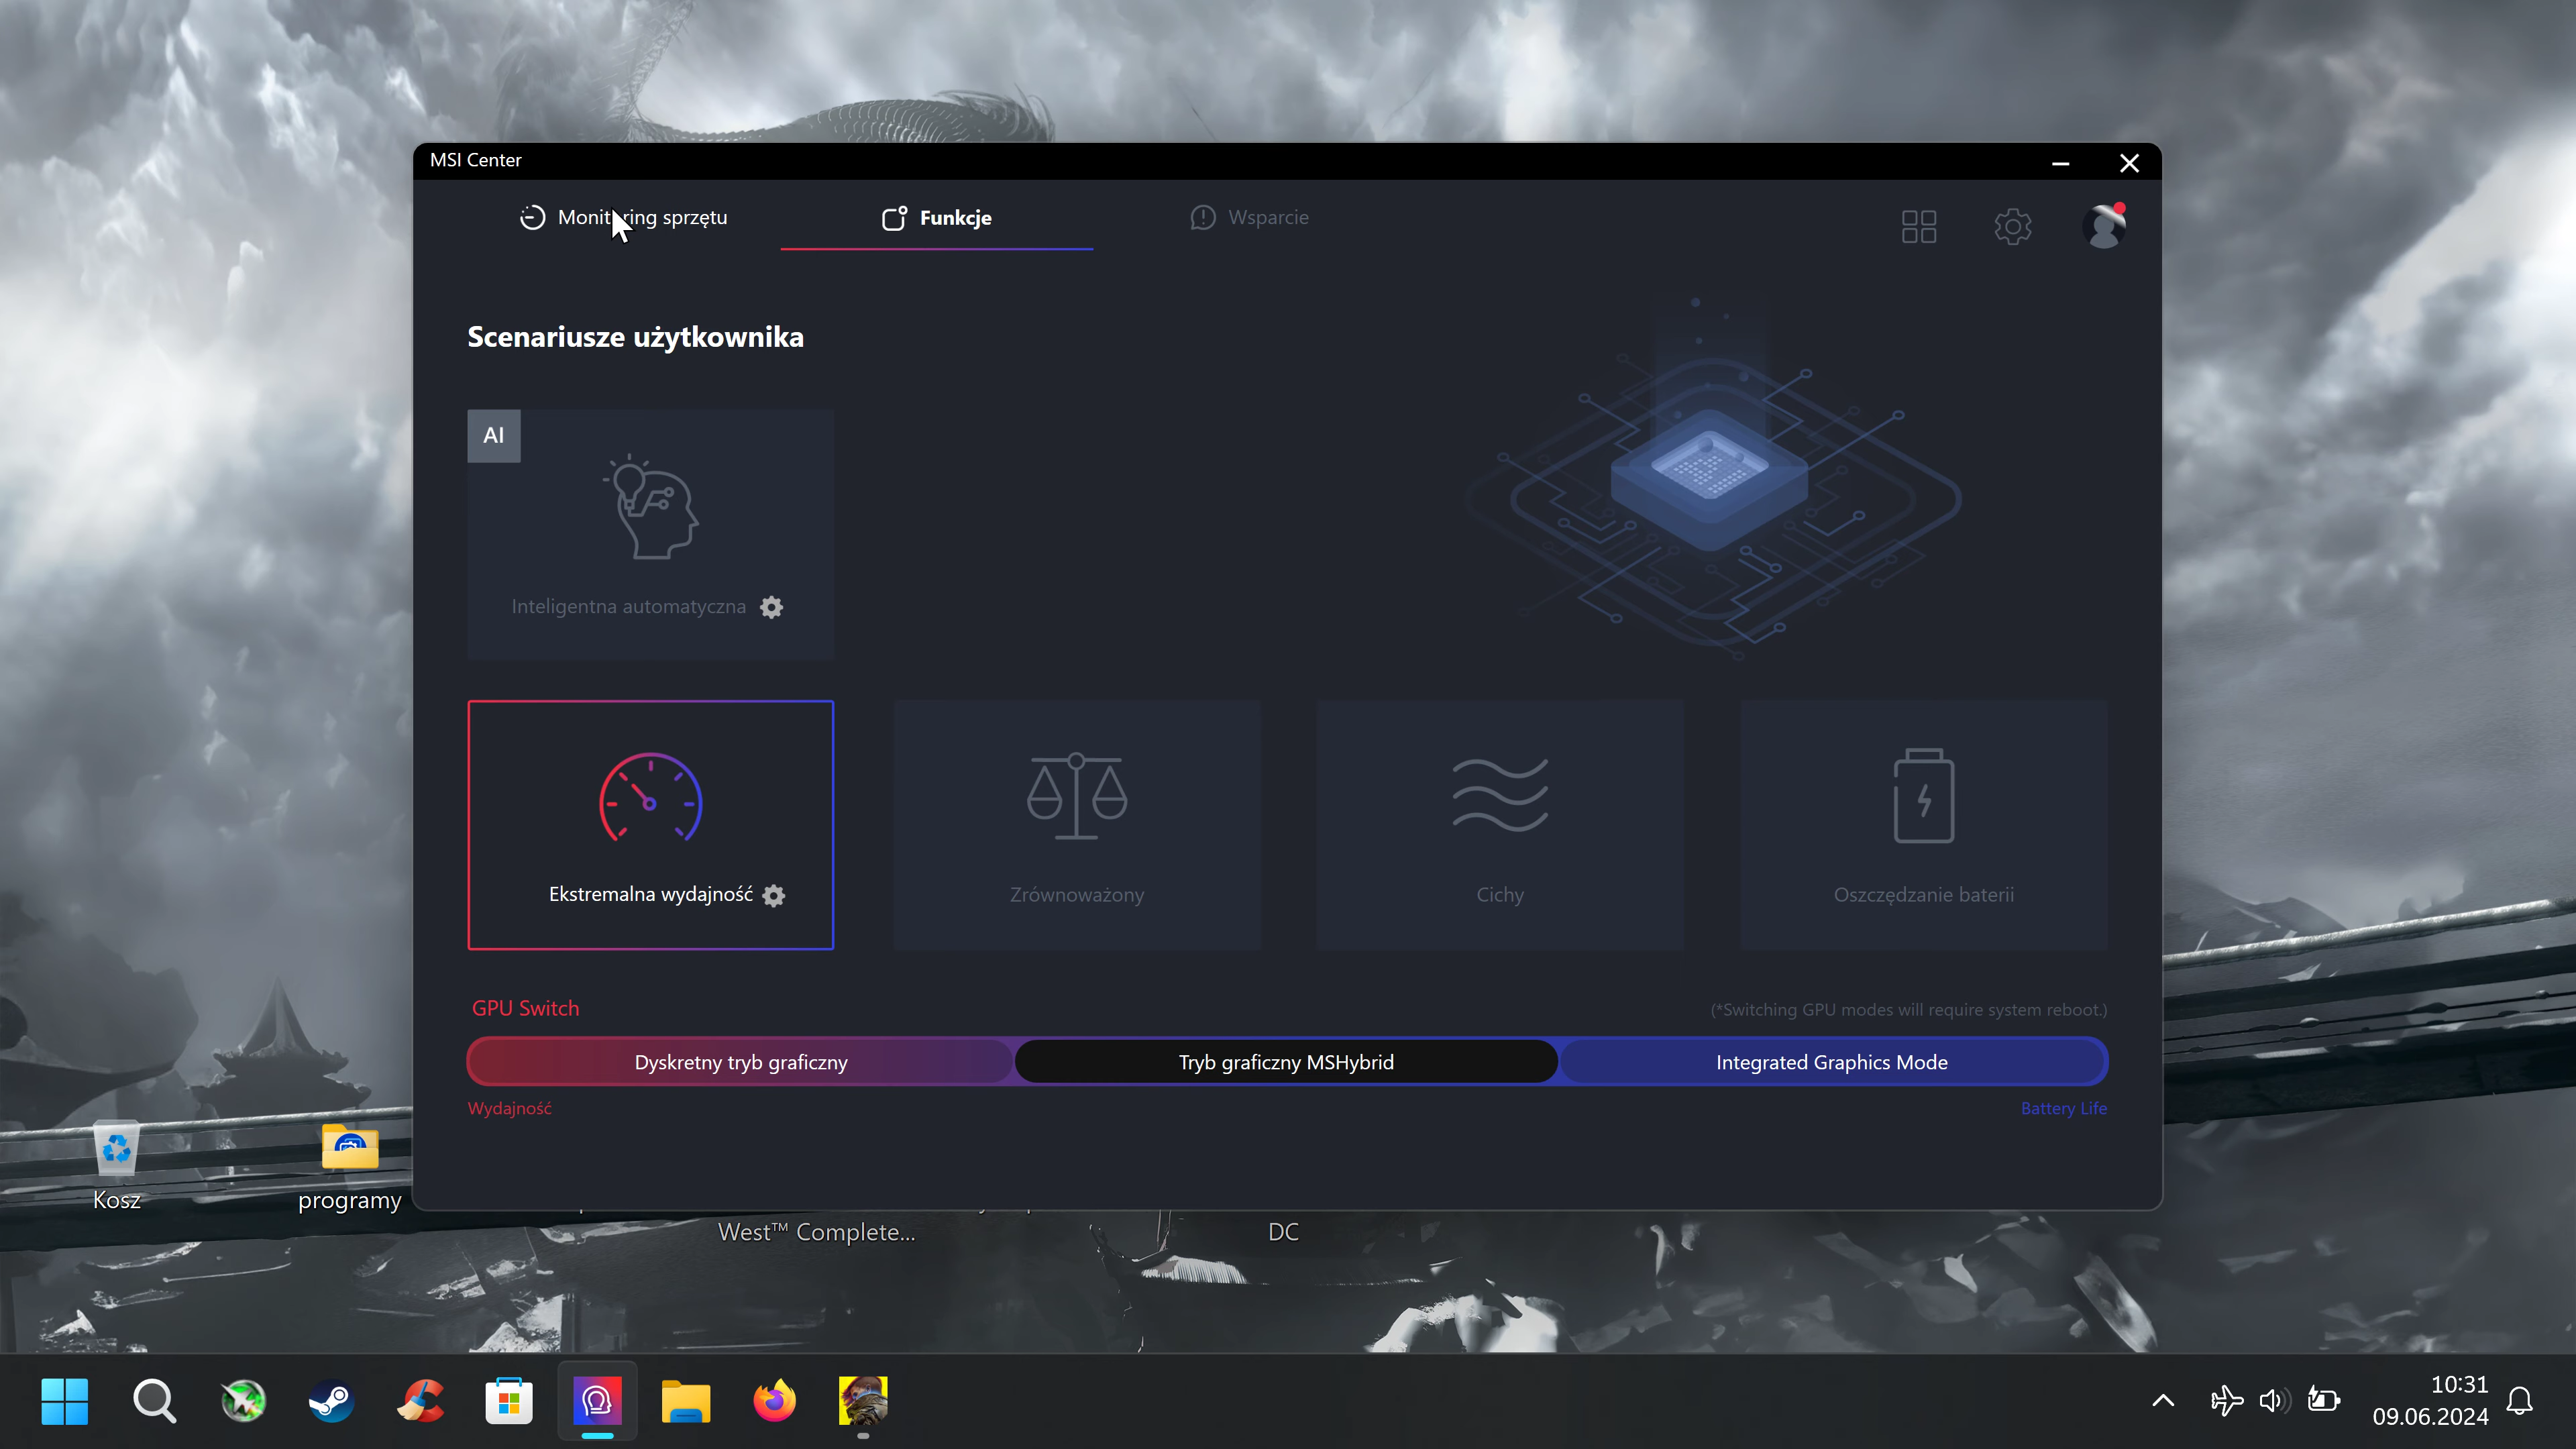 MSI Center
Monitoring sprzętu
Funkcje
Wsparcie
Scenariusze użytkownika
AI
Inteligentna automatyczna
Ekstremalna wydajność
Zrównoważony
Cichy
Oszczędzanie baterii
GPU Switch
(*Switching GPU modes will require system reboot.)
Dyskretny tryb graficzny
Tryb graficzny MSHybrid
Integrated Graphics Mode
Wydajność
Battery Life
Kosz
programy
West™ Complete...
DC
10:31
09.06.2024